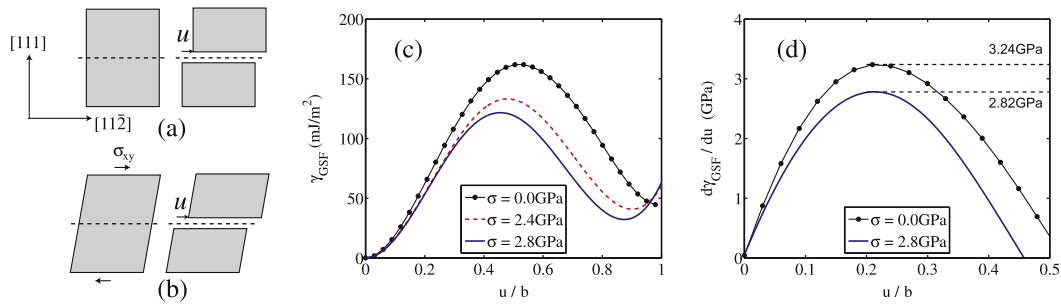 [111]
u
[112̄]
(a)
σxy
u
(b)
(c)
γGSF (mJ/m²)
200
150
100
50
0
0
0.2
0.4
0.6
0.8
1
u / b
σ = 0.0GPa
σ = 2.4GPa
σ = 2.8GPa
(d)
dγGSF / du (GPa)
4
3
2
1
0
0
0.1
0.2
0.3
0.4
0.5
u / b
3.24GPa
2.82GPa
σ = 0.0GPa
σ = 2.8GPa